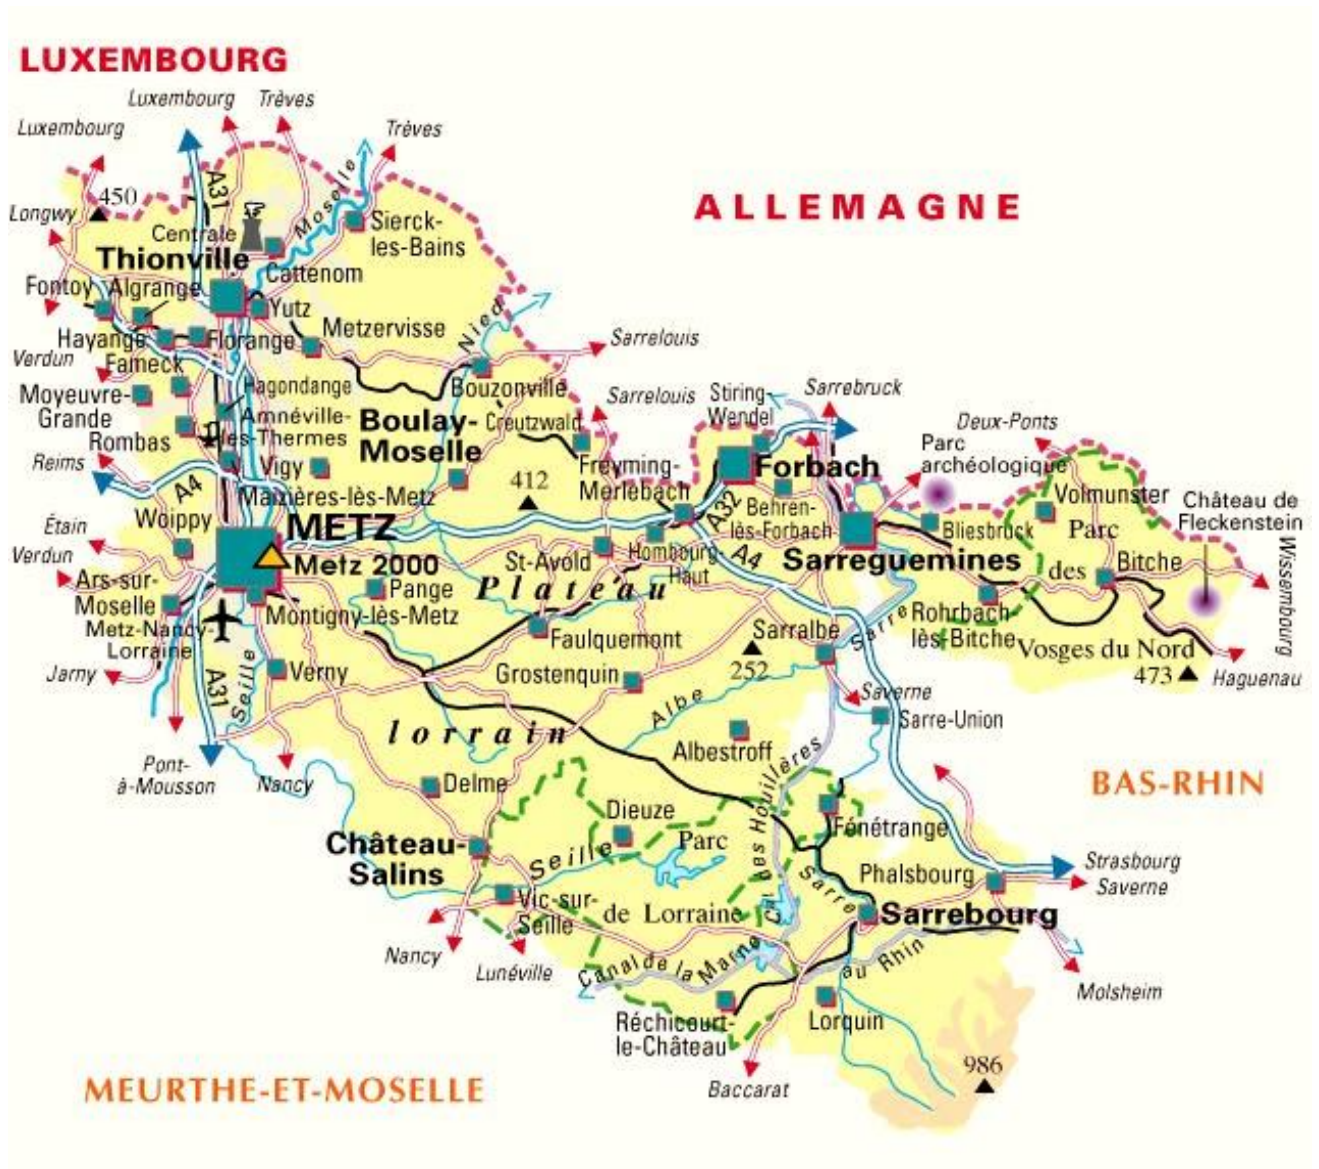 LUXEMBOURG
Luxembourg
Trèves
Luxembourg
Trèves
A31
Moselle
450
Longwy
ALLEMAGNE
Centrale
Sierck-
les-Bains
Thionville
Cattenom
Fontoy
Algrange
Yutz
Nied
Metzervisse
Hayange
Florange
Sarrelouis
Verdun
Fameck
Hagondange
Bouzonville
Moyeuvre-
Grande
Sarrelouis
Stiring-
Wendel
Sarrebruck
Amnéville-
les-Thermes
Boulay-
Moselle
Creutzwald
Deux-Ponts
Rombas
Parc
archéologique
Reims
Vigy
Freyming-
Merlebach
Forbach
412
A4
Maizières-lès-Metz
A32
Behren-
lès-Forbach
Volmunster
Château de
Fleckenstein
Woippy
METZ
Bliesbruck
Étain
Parc
Verdun
Metz 2000
St-Avold
Hombourg-
Haut
A4
Sarreguemines
Bitche
des
Wissembourg
Ars-sur-
Moselle
Pange
Plateau
Montigny-lès-Metz
Rohrbach
lès-Bitche
Metz-Nancy-
Lorraine
Faulquemont
Sarralbe
Sarre
Vosges du Nord
Jarny
A31
Seille
Verny
Grostenquin
252
473
Haguenau
Saverne
Albe
Sarre-Union
lorrain
Albestroff
Pont-
à-Mousson
Nancy
Delme
Cal des Houillères
BAS-RHIN
Dieuze
Fénétrange
Château-
Salins
Seille
Parc
Strasbourg
Saverne
Phalsbourg
Sarre
Vic-sur-
Seille
de Lorraine
Sarrebourg
Nancy
Lunéville
Canal de la Marne
au Rhin
Molsheim
Réchicourt-
le-Château
Lorquin
986
MEURTHE-ET-MOSELLE
Baccarat